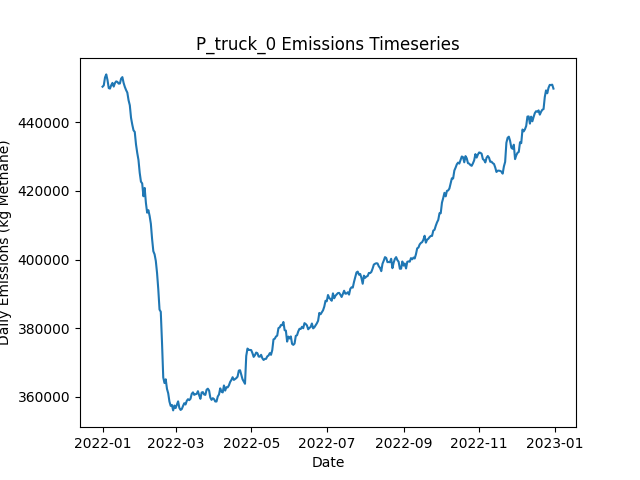 P_truck_0 Emissions Timeseries
Daily Emissions (kg Methane)
440000
420000
400000
380000
360000
2022-01 2022-03 2022-05 2022-07 2022-09 2022-11 2023-01
Date